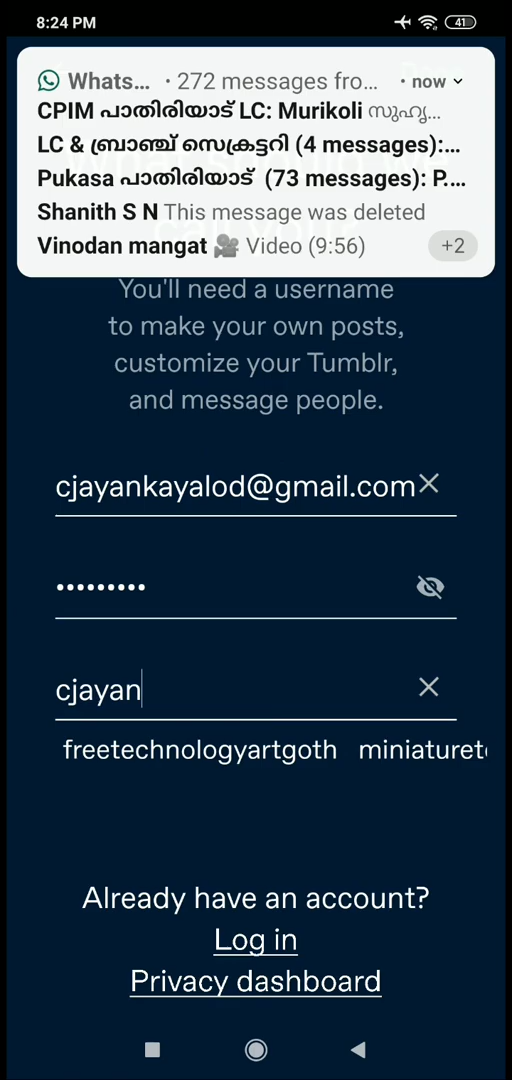 8:24 PM 41
Whats... • 272 messages fro... • now
CPIM പാതിരിയാട് LC: Murikoli സുഹൃ...
LC & ബ്രാഞ്ച് സെക്രട്ടറി (4 messages):...
Pukasa പാതിരിയാട് (73 messages): P....
Shanith S N This message was deleted
Vinodan mangat 🎥 Video (9:56) +2
You'll need a username
to make your own posts,
customize your Tumblr,
and message people.
cjayankayalod@gmail.com
•••••••••
cjayan
freetechnologyartgoth miniaturet
Already have an account?
Log in
Privacy dashboard